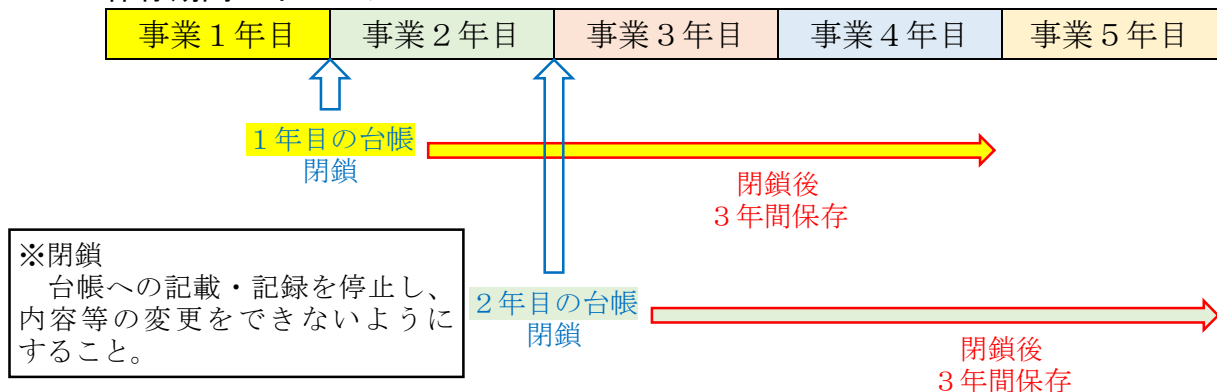 事業１年目 事業２年目 事業３年目 事業４年目 事業５年目
１年目の台帳
閉鎖
閉鎖後
３年間保存
※閉鎖
　台帳への記載・記録を停止し、
内容等の変更をできないように
すること。
２年目の台帳
閉鎖
閉鎖後
３年間保存